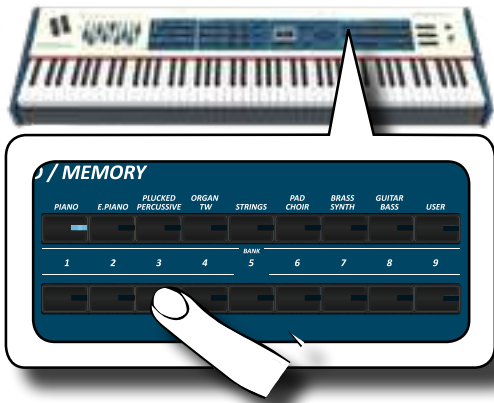 / MEMORY
PLUCKED ORGAN PAD BRASS GUITAR
PIANO E.PIANO PERCUSSIVE TW STRINGS CHOIR SYNTH BASS USER
BANK
1 2 3 4 5 6 7 8 9